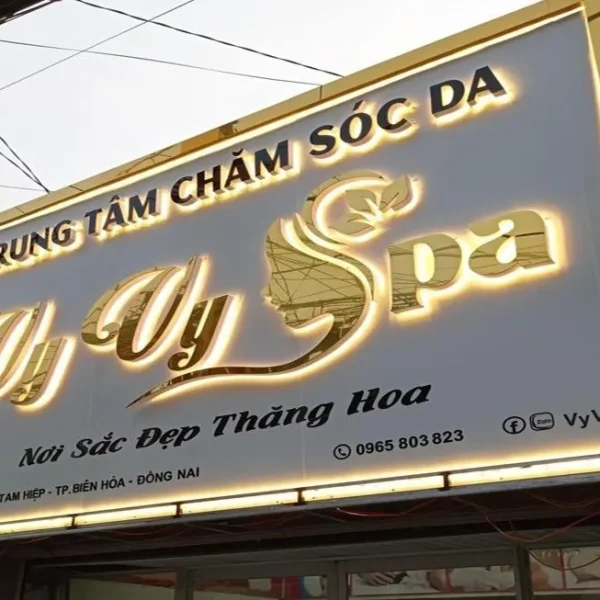 TRUNG TÂM CHĂM SÓC DA
Vy Vy Spa
Nơi Sắc Đẹp Thăng Hoa
0965 803 823
Zalo
TAM HIỆP - TP. BIÊN HÒA - ĐỒNG NAI